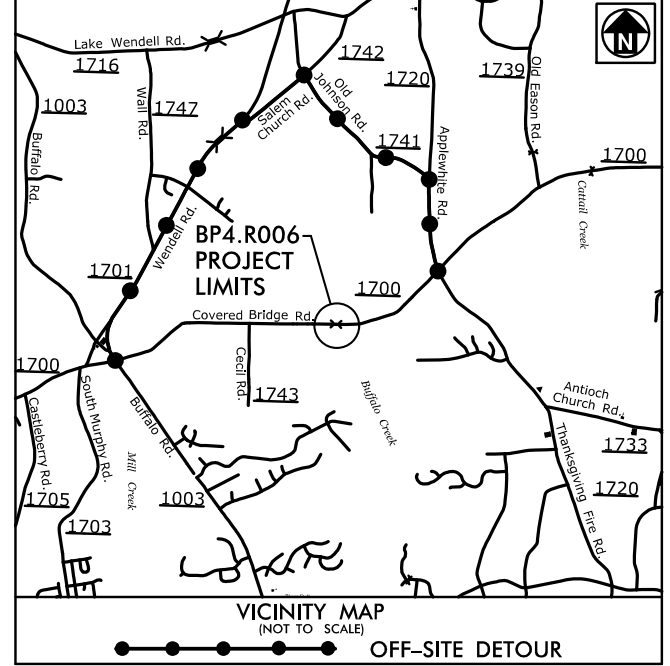 Lake Wendell Rd.
1716
1003
Buffalo Rd.
Wall Rd.
1747
Salem
Church Rd.
Old
Johnson Rd.
1742
1720
1739
Old Eason Rd.
N
1741
Applewhite Rd.
1700
Cattail Creek
Wendell Rd.
1701
BP4.R006
PROJECT
LIMITS
1700
Covered Bridge Rd.
Cecil Rd.
1743
1700
Castleberry Rd.
South Murphy Rd.
Buffalo Rd.
Mill Creek
Buffalo Creek
Antioch
Church Rd.
1733
Thanksgiving Fire Rd.
1720
1705
1703
1003
VICINITY MAP
(NOT TO SCALE)
OFF-SITE DETOUR